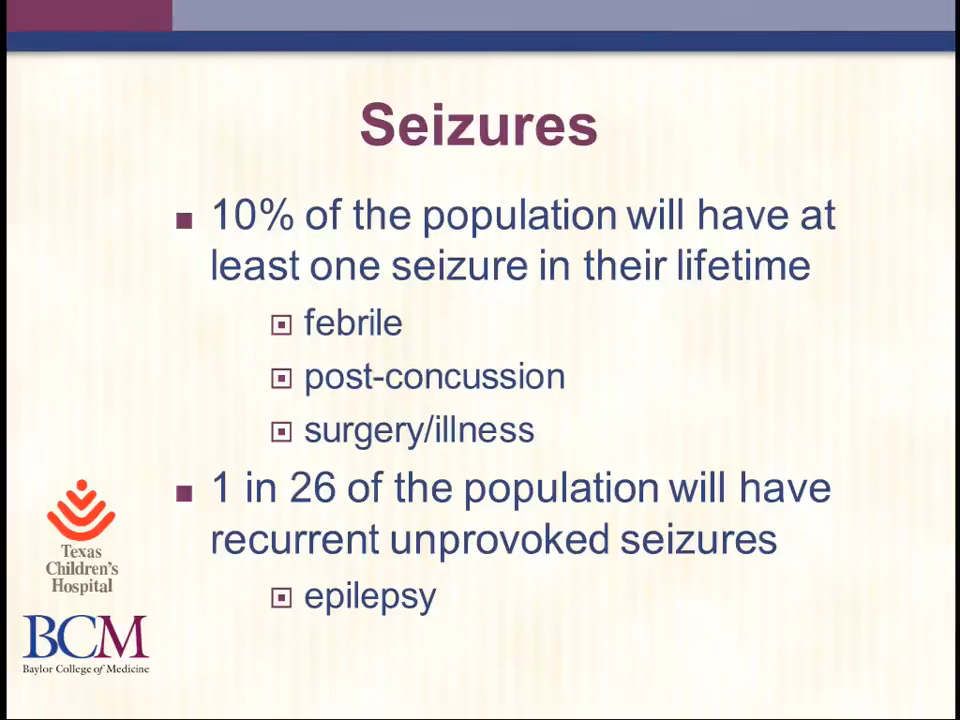 Seizures
10% of the population will have at
least one seizure in their lifetime
febrile
post-concussion
surgery/illness
1 in 26 of the population will have
recurrent unprovoked seizures
epilepsy
Texas
Children's
Hospital
BCM
Baylor College of Medicine